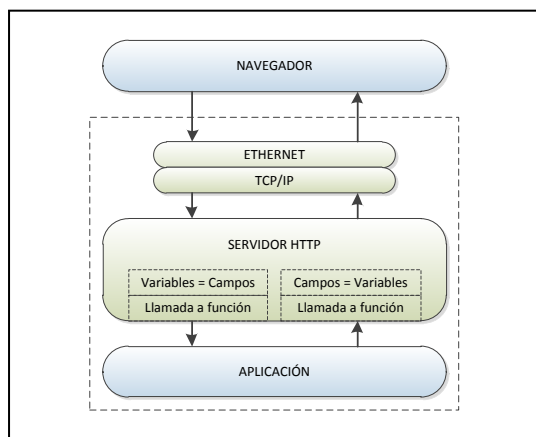 NAVEGADOR
ETHERNET
TCP/IP
SERVIDOR HTTP
Variables = Campos
Llamada a función
Campos = Variables
Llamada a función
APLICACIÓN